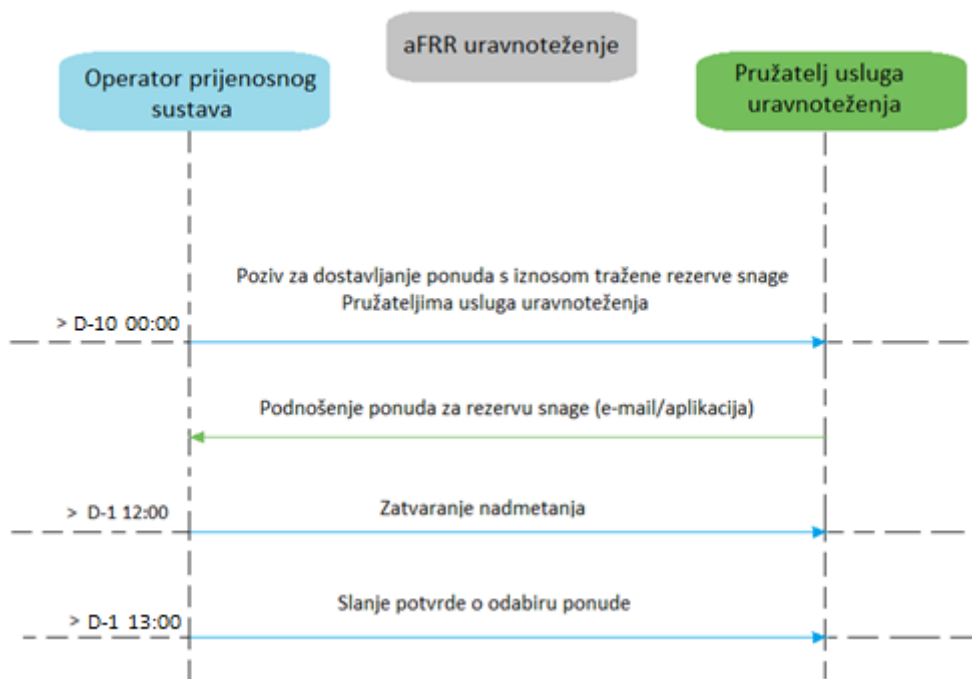 aFRR uravnoteženje
Operator prijenosnog
sustava
Pružatelj usluga
uravnoteženja
Poziv za dostavljanje ponuda s iznosom tražene rezerve snage
Pružateljima usluga uravnoteženja
> D-10 00:00
Podnošenje ponuda za rezervu snage (e-mail/aplikacija)
> D-1 12:00
Zatvaranje nadmetanja
Slanje potvrde o odabiru ponude
> D-1 13:00